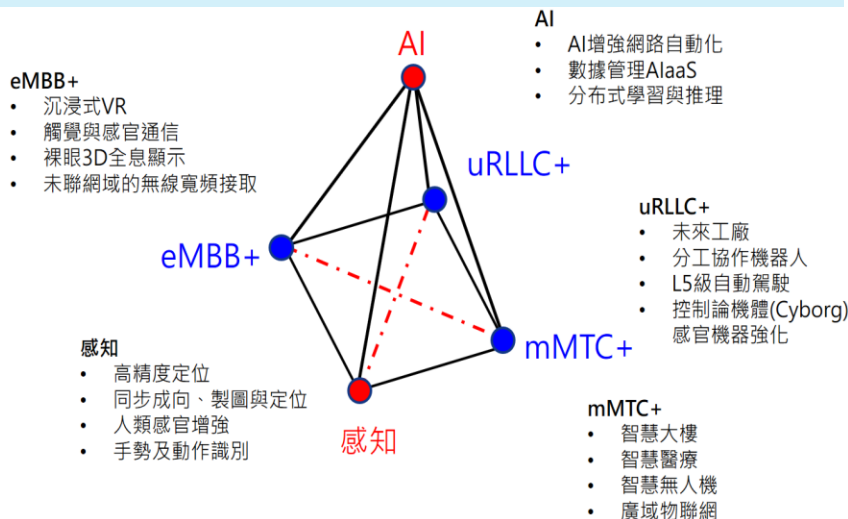 AI
AI
• AI增強網路自動化
• 數據管理AIaaS
• 分布式學習與推理
eMBB+
• 沉浸式VR
• 觸覺與感官通信
• 裸眼3D全息顯示
• 未聯網域的無線寬頻接取
uRLLC+
eMBB+
uRLLC+
• 未來工廠
• 分工協作機器人
• L5級自動駕駛
• 控制論機體(Cyborg)
感官機器強化
mMTC+
感知
• 高精度定位
• 同步成向、製圖與定位
• 人類感官增強
• 手勢及動作識別
感知
mMTC+
• 智慧大樓
• 智慧醫療
• 智慧無人機
• 廣域物聯網